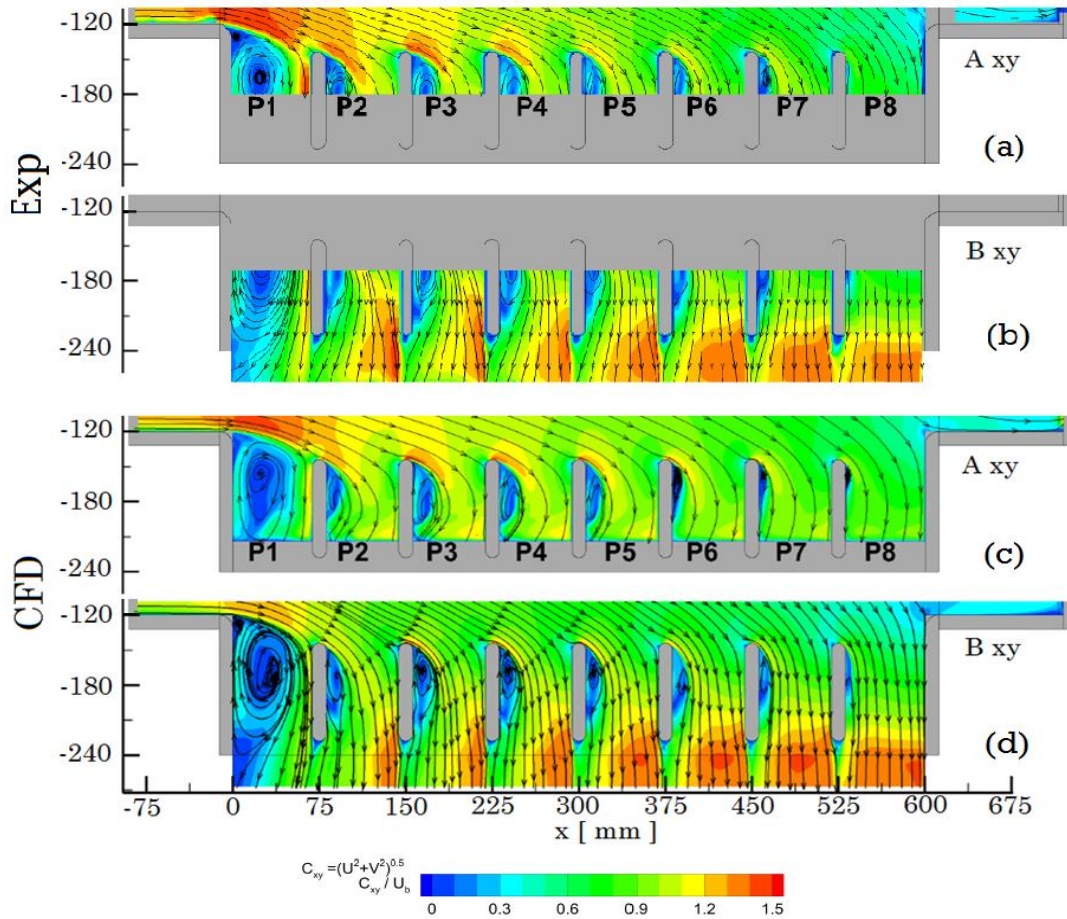 Exp
-120
-180
-240
A xy
P1 P2 P3 P4 P5 P6 P7 P8
(a)
-120
-180
-240
B xy
(b)
CFD
-120
-180
-240
A xy
P1 P2 P3 P4 P5 P6 P7 P8
(c)
-120
-180
-240
B xy
(d)
-75 0 75 150 225 300 375 450 525 600 675
x [ mm ]
C_xy =(U²+V²)^0.5
C_xy / U_b
0 0.3 0.6 0.9 1.2 1.5